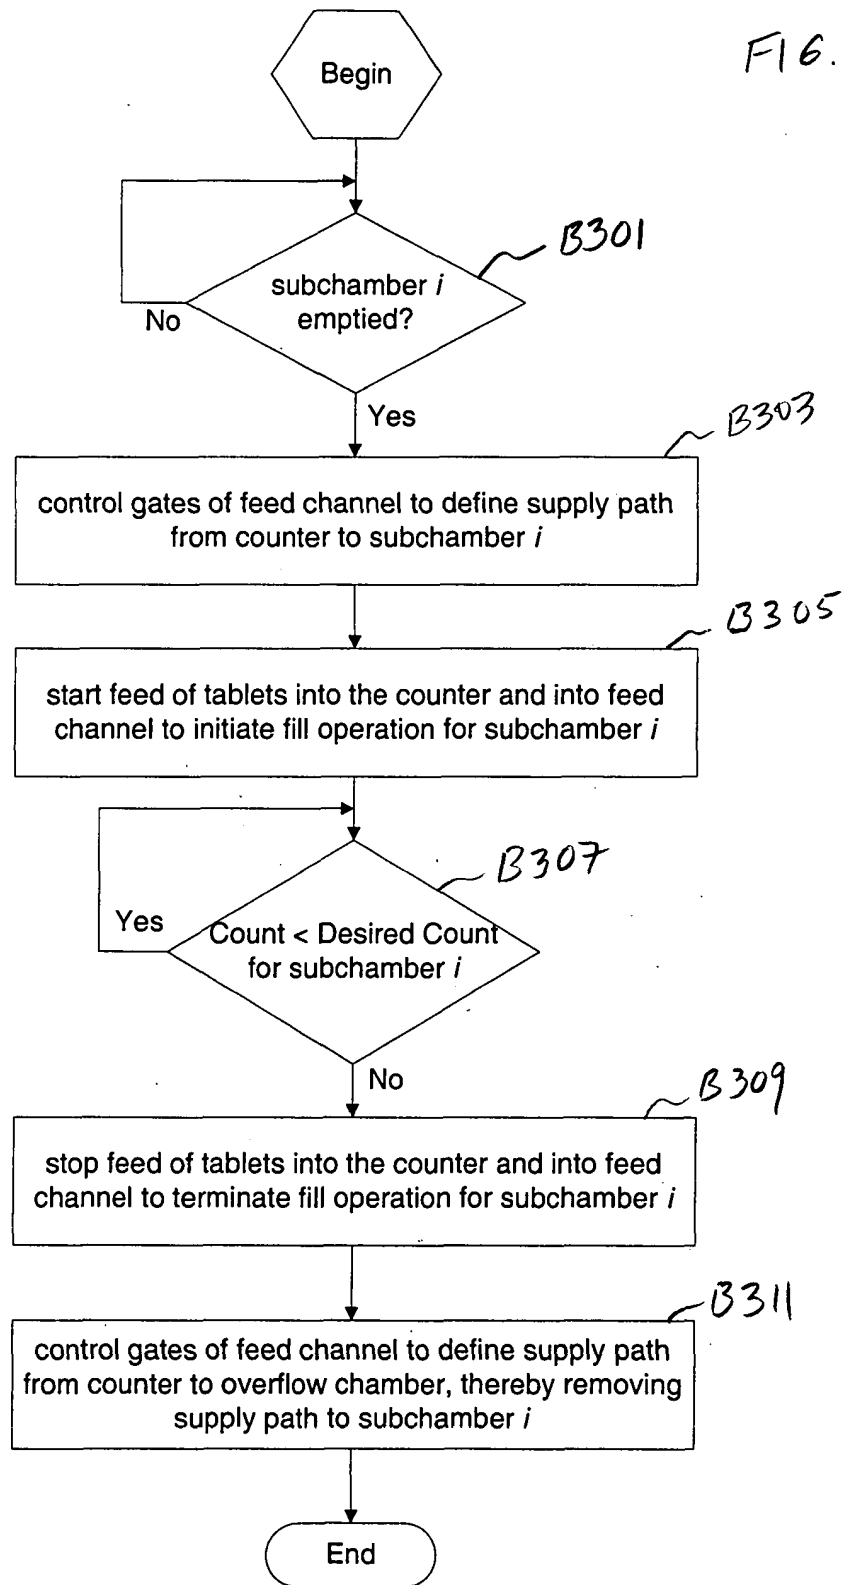 FIG.
Begin
B301
subchamber i
emptied?
No
Yes
B303
control gates of feed channel to define supply path
from counter to subchamber i
B305
start feed of tablets into the counter and into feed
channel to initiate fill operation for subchamber i
B307
Yes
Count < Desired Count
for subchamber i
No
B309
stop feed of tablets into the counter and into feed
channel to terminate fill operation for subchamber i
B311
control gates of feed channel to define supply path
from counter to overflow chamber, thereby removing
supply path to subchamber i
End